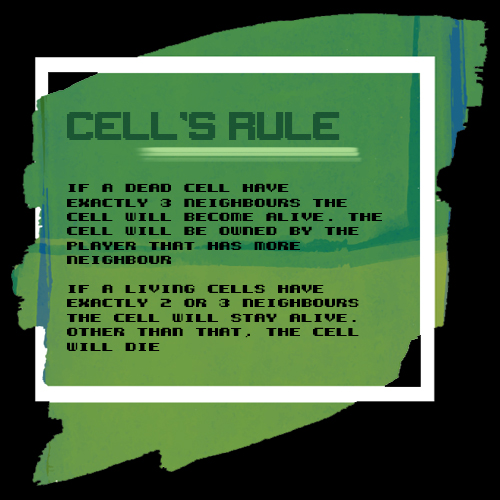 CELL'S RULE
IF A DEAD CELL HAVE
EXACTLY 3 NEIGHBOURS THE
CELL WILL BECOME ALIVE. THE
CELL WILL BE OWNED BY THE
PLAYER THAT HAS MORE
NEIGHBOUR
IF A LIVING CELLS HAVE
EXACTLY 2 OR 3 NEIGHBOURS
THE CELL WILL STAY ALIVE.
OTHER THAN THAT, THE CELL
WILL DIE